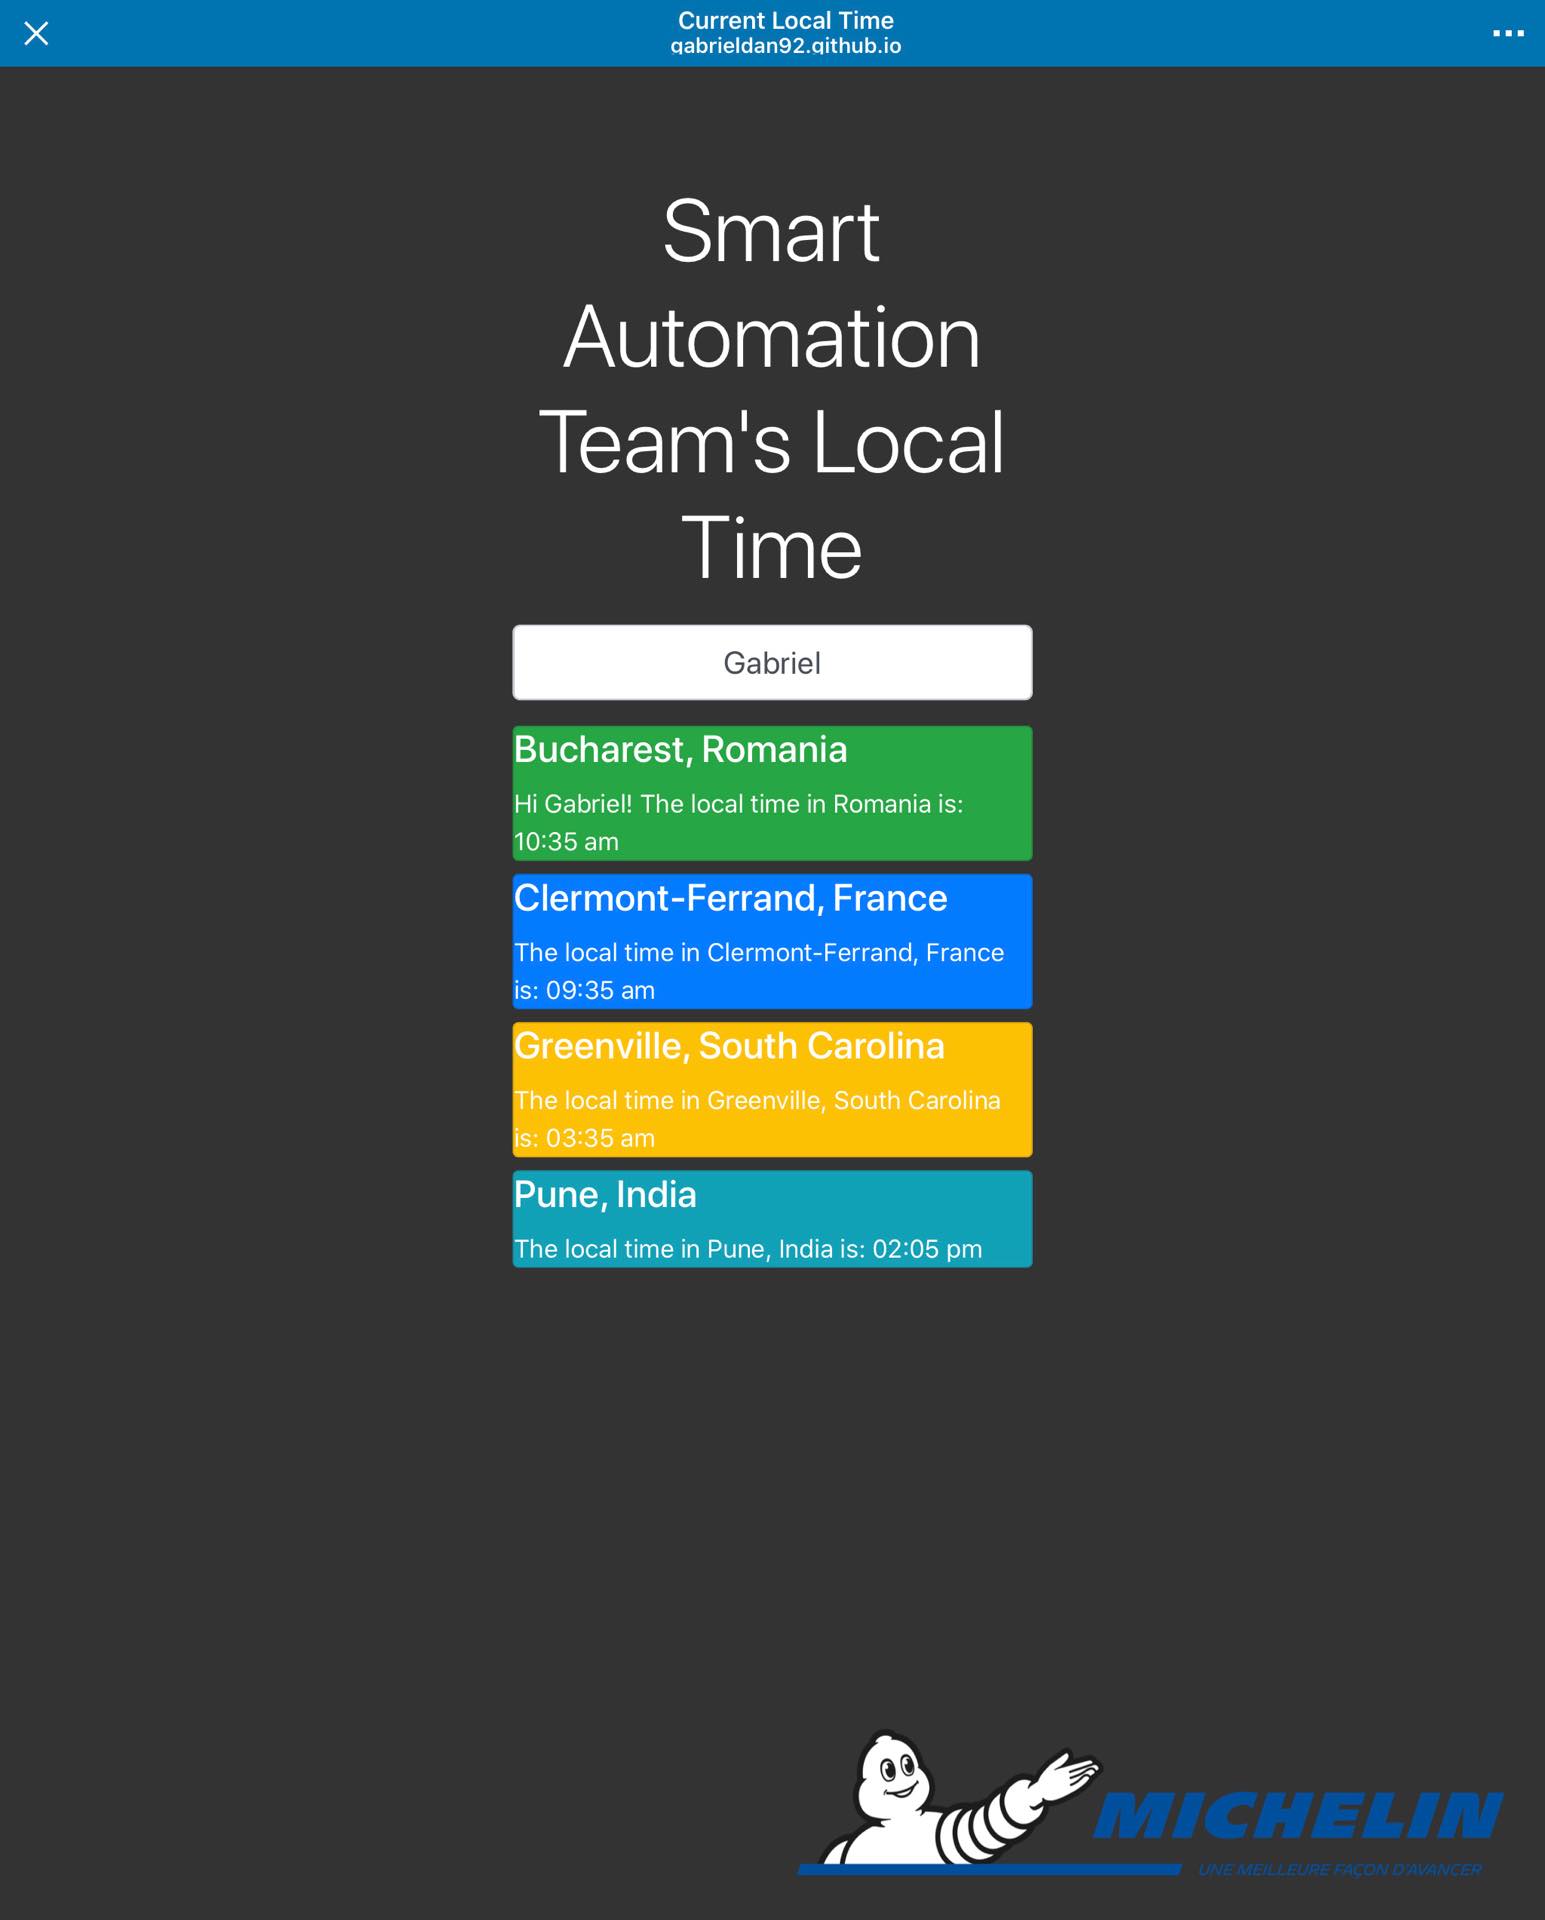 Current Local Time
gabrieldan92.github.io
Smart
Automation
Team's Local
Time
Gabriel
Bucharest, Romania
Hi Gabriel! The local time in Romania is:
10:35 am
Clermont-Ferrand, France
The local time in Clermont-Ferrand, France
is: 09:35 am
Greenville, South Carolina
The local time in Greenville, South Carolina
is: 03:35 am
Pune, India
The local time in Pune, India is: 02:05 pm
MICHELIN
UNE MEILLEURE FAÇON D'AVANCER